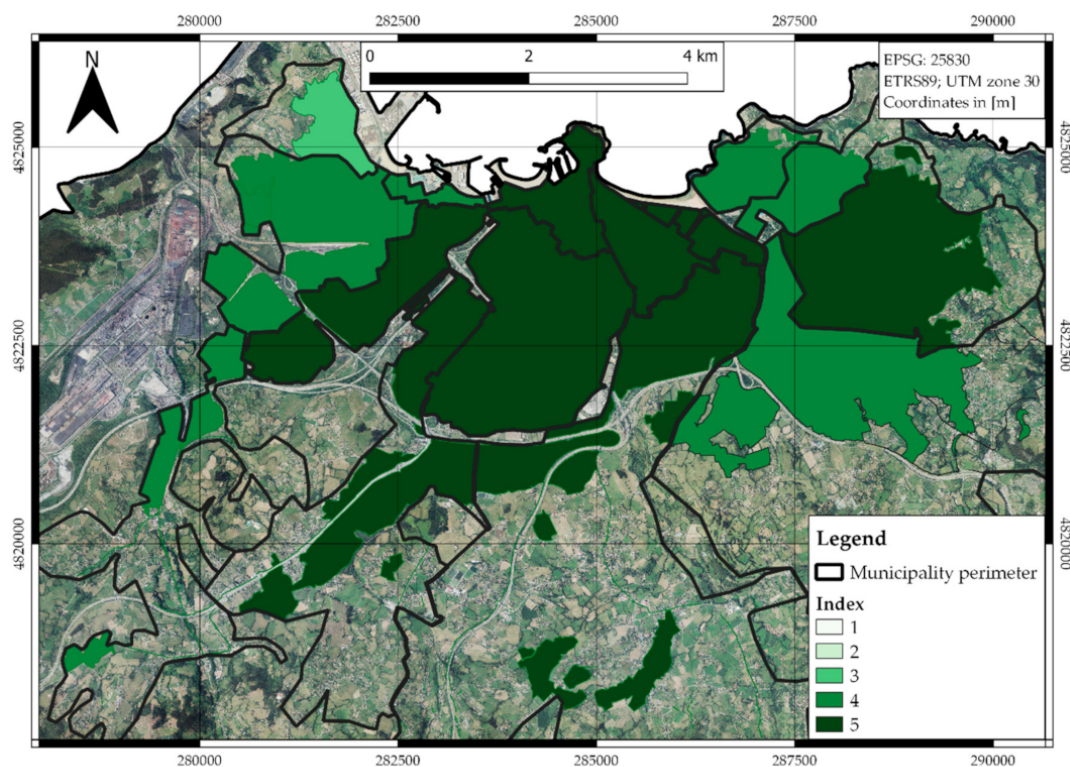 280000 282500 285000 287500 290000
N
0 2 4 km
EPSG: 25830
ETRS89; UTM zone 30
Coordinates in [m]
4825000 4825000
4822500 4822500
4820000 4820000
Legend
Municipality perimeter
Index
1
2
3
4
5
280000 282500 285000 287500 290000